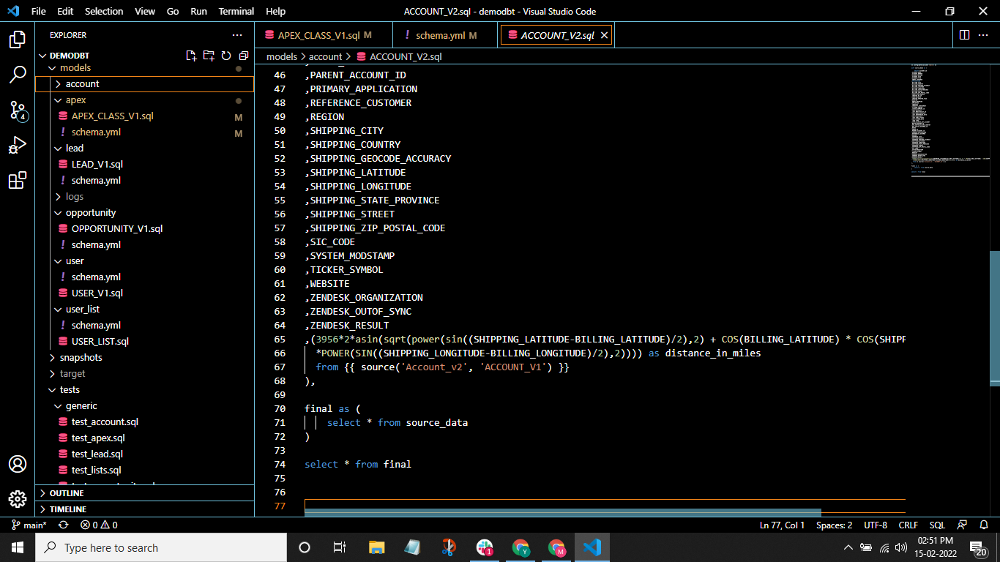 File Edit Selection View Go Run Terminal Help
ACCOUNT_V2.sql - demodbt - Visual Studio Code
EXPLORER
DEMODBT
models
account
apex
APEX_CLASS_V1.sql M
schema.yml M
lead
LEAD_V1.sql
schema.yml
logs
opportunity
OPPORTUNITY_V1.sql
schema.yml
user
schema.yml
USER_V1.sql
user_list
schema.yml
USER_LIST.sql
snapshots
target
tests
generic
test_account.sql
test_apex.sql
test_lead.sql
test_lists.sql
OUTLINE
TIMELINE
4
APEX_CLASS_V1.sql M
schema.yml M
ACCOUNT_V2.sql
models > account > ACCOUNT_V2.sql
46 ,PARENT_ACCOUNT_ID
47 ,PRIMARY_APPLICATION
48 ,REFERENCE_CUSTOMER
49 ,REGION
50 ,SHIPPING_CITY
51 ,SHIPPING_COUNTRY
52 ,SHIPPING_GEOCODE_ACCURACY
53 ,SHIPPING_LATITUDE
54 ,SHIPPING_LONGITUDE
55 ,SHIPPING_STATE_PROVINCE
56 ,SHIPPING_STREET
57 ,SHIPPING_ZIP_POSTAL_CODE
58 ,SIC_CODE
59 ,SYSTEM_MODSTAMP
60 ,TICKER_SYMBOL
61 ,WEBSITE
62 ,ZENDESK_ORGANIZATION
63 ,ZENDESK_OUTOF_SYNC
64 ,ZENDESK_RESULT
65 ,(3956*2*asin(sqrt(power(sin((SHIPPING_LATITUDE-BILLING_LATITUDE)/2),2) + COS(BILLING_LATITUDE) * COS(SHIPP
66 *POWER(SIN((SHIPPING_LONGITUDE-BILLING_LONGITUDE)/2),2)))) as distance_in_miles
67 from {{ source('Account_v2', 'ACCOUNT_V1') }}
68 ),
69
70 final as (
71 select * from source_data
72 )
73
74 select * from final
75
76
77
main* 0 0
Ln 77, Col 1 Spaces: 2 UTF-8 CRLF SQL
Type here to search
1
Y
M
02:51 PM
15-02-2022
20